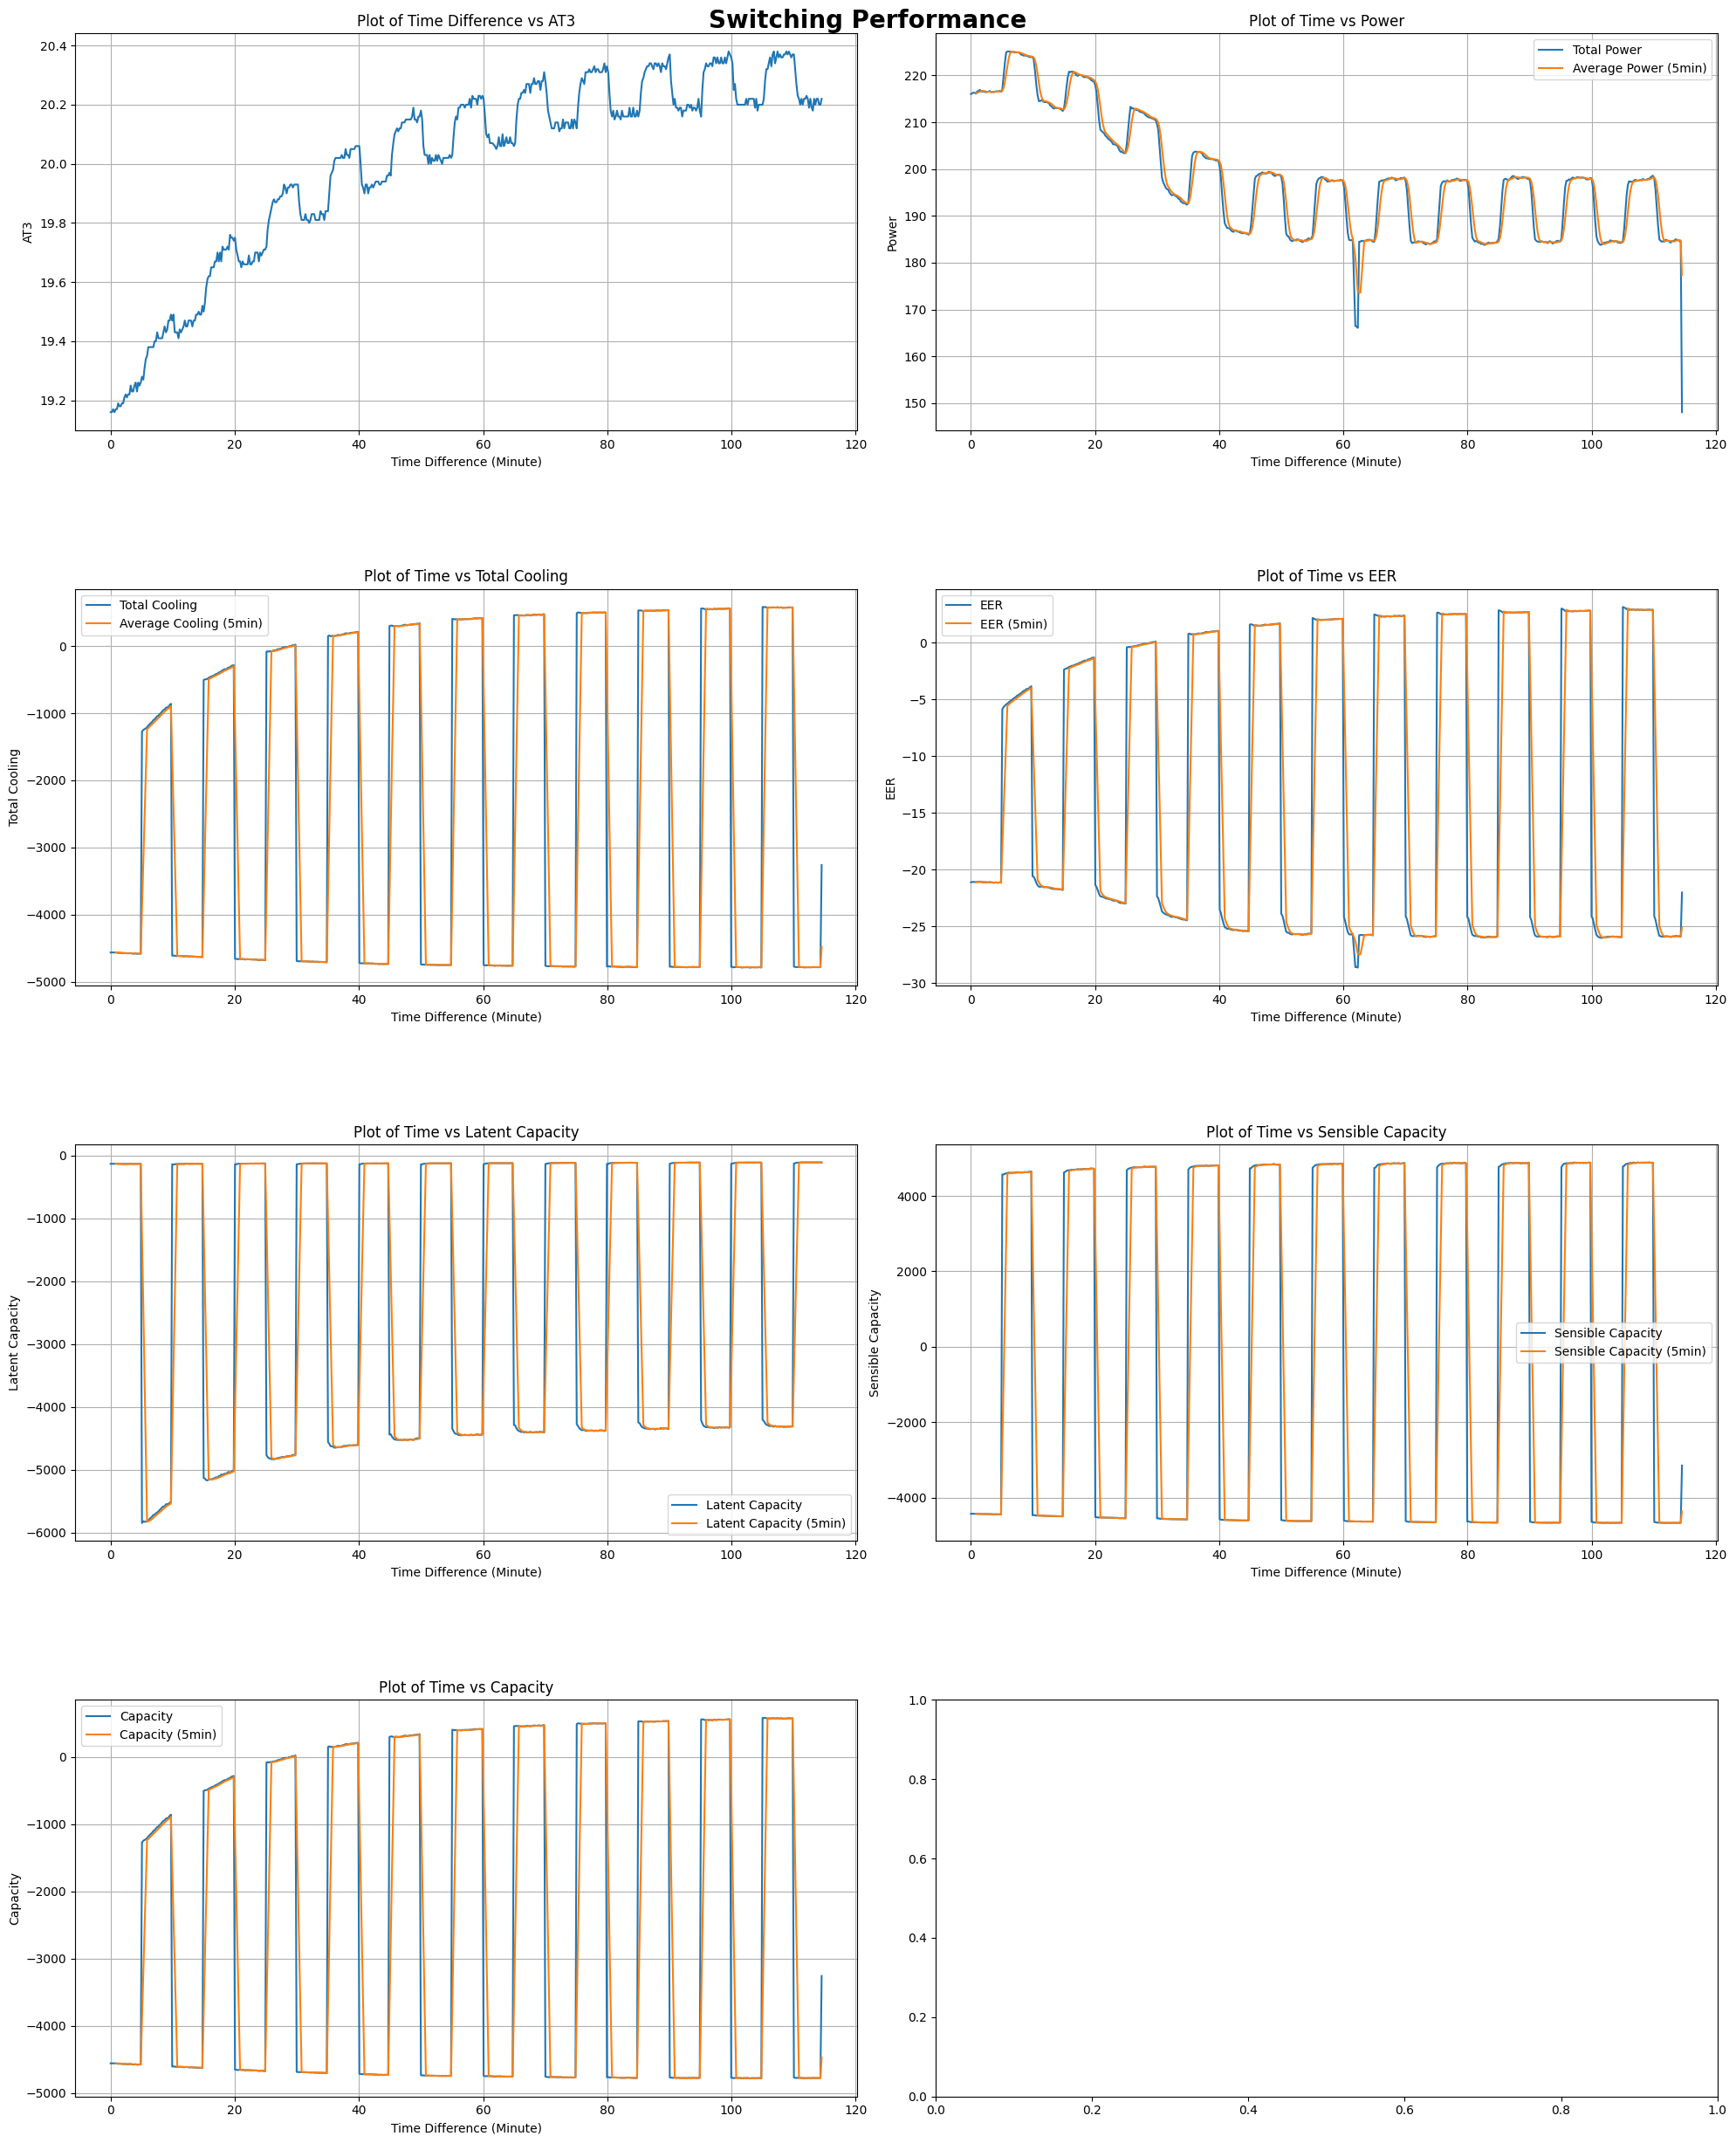 Switching Performance
Plot of Time Difference vs AT3
20.4
20.2
20.0
19.8
19.6
19.4
19.2
AT3
0 20 40 60 80 100 120
Time Difference (Minute)
Plot of Time vs Power
Total Power
Average Power (5min)
220
210
200
190
180
170
160
150
Power
0 20 40 60 80 100 120
Time Difference (Minute)
Plot of Time vs Total Cooling
Total Cooling
Average Cooling (5min)
0
−1000
−2000
−3000
−4000
−5000
Total Cooling
0 20 40 60 80 100 120
Time Difference (Minute)
Plot of Time vs EER
EER
EER (5min)
0
−5
−10
−15
−20
−25
−30
EER
0 20 40 60 80 100 120
Time Difference (Minute)
Plot of Time vs Latent Capacity
0
−1000
−2000
−3000
−4000
−5000
−6000
Latent Capacity
Latent Capacity
Latent Capacity (5min)
0 20 40 60 80 100 120
Time Difference (Minute)
Plot of Time vs Sensible Capacity
4000
2000
0
−2000
−4000
Sensible Capacity
Sensible Capacity
Sensible Capacity (5min)
0 20 40 60 80 100 120
Time Difference (Minute)
Plot of Time vs Capacity
Capacity
Capacity (5min)
0
−1000
−2000
−3000
−4000
−5000
Capacity
0 20 40 60 80 100 120
Time Difference (Minute)
1.0
0.8
0.6
0.4
0.2
0.0
0.0 0.2 0.4 0.6 0.8 1.0